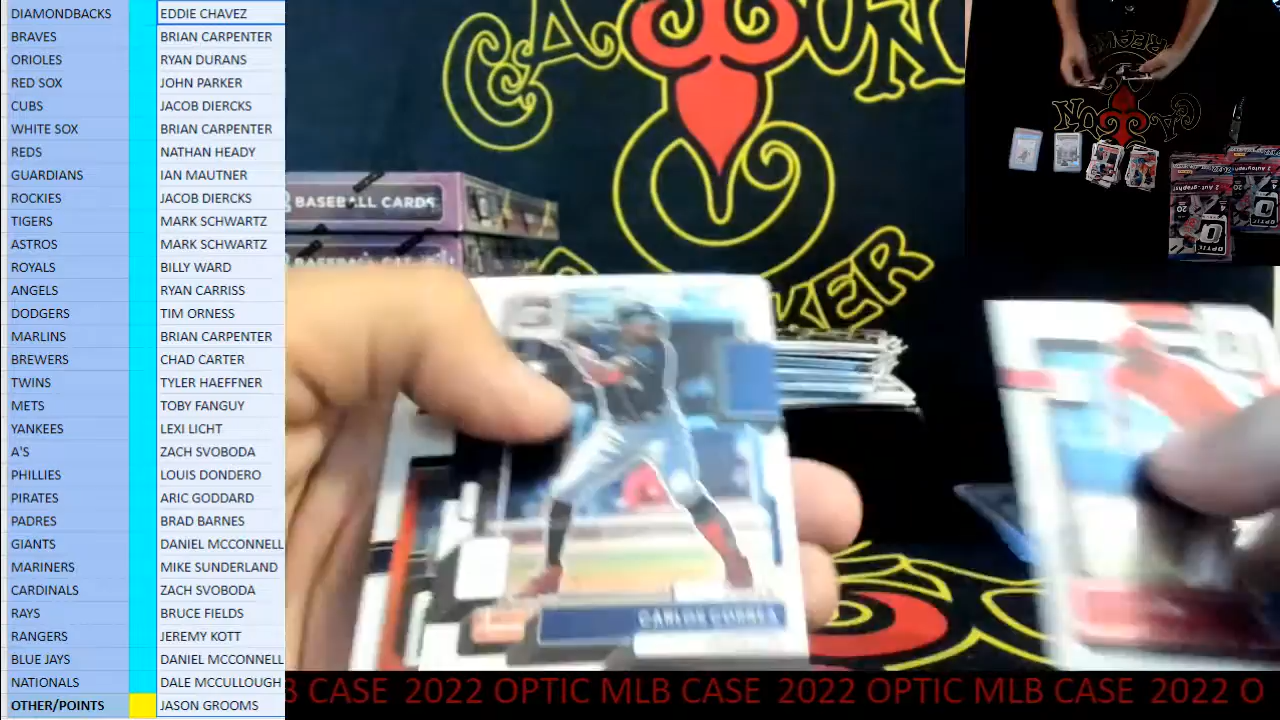 DIAMONDBACKS EDDIE CHAVEZ
BRAVES BRIAN CARPENTER
ORIOLES RYAN DURANS
RED SOX JOHN PARKER
CUBS JACOB DIERCKS
WHITE SOX BRIAN CARPENTER
REDS NATHAN HEADY
GUARDIANS IAN MAUTNER
ROCKIES JACOB DIERCKS
TIGERS MARK SCHWARTZ
ASTROS MARK SCHWARTZ
ROYALS BILLY WARD
ANGELS RYAN CARRISS
DODGERS TIM ORNESS
MARLINS BRIAN CARPENTER
BREWERS CHAD CARTER
TWINS TYLER HAEFFNER
METS TOBY FANGUY
YANKEES LEXI LICHT
A'S ZACH SVOBODA
PHILLIES LOUIS DONDERO
PIRATES ARIC GODDARD
PADRES BRAD BARNES
GIANTS DANIEL MCCONNELL
MARINERS MIKE SUNDERLAND
CARDINALS ZACH SVOBODA
RAYS BRUCE FIELDS
RANGERS JEREMY KOTT
BLUE JAYS DANIEL MCCONNELL
NATIONALS DALE MCCULLOUGH
OTHER/POINTS JASON GROOMS
BASEBALL CARDS
CARLOS CORREA
OPTIC
B CASE 2022 OPTIC MLB CASE 2022 OPTIC MLB CASE 2022 O